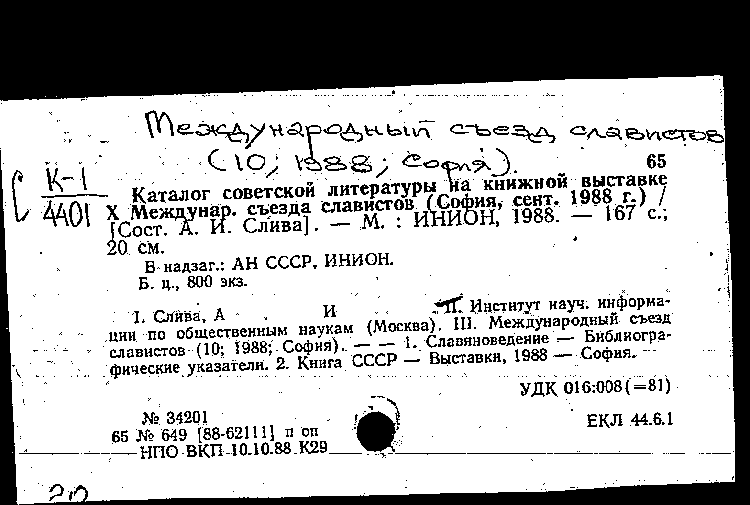 Международный съезд славистов
(10; 1988; София).
65
С К-1
4401
Каталог советской литературы на книжной выставке
X Междунар. съезда славистов (София, сент. 1988 г.) /
[Сост. А. И. Слива]. — М. : ИНИОН, 1988. — 167 с.;
20 см.
В надзаг.: АН СССР, ИНИОН.
Б. ц., 800 экз.
I. Слива, А И II. Институт науч. информа-
ции по общественным наукам (Москва). III. Международный съезд
славистов (10; 1988; София). — — 1. Славяноведение — Библиогра-
фические указатели. 2. Книга СССР — Выставки, 1988 — София.
УДК 016:008(=81)
№ 34201
65 № 649 [88-62111] п оп
ЕКЛ 44.6.1
НПО ВКП 10.10.88 К29
20